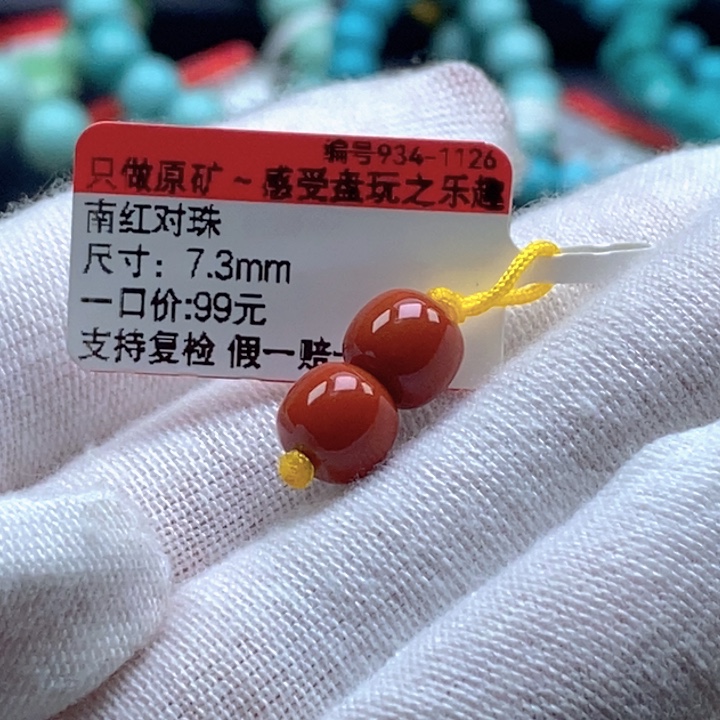 编号934-1126
只做原矿~感受盘玩之乐趣
南红对珠
尺寸：7.3mm
一口价:99元
支持复检 假一赔